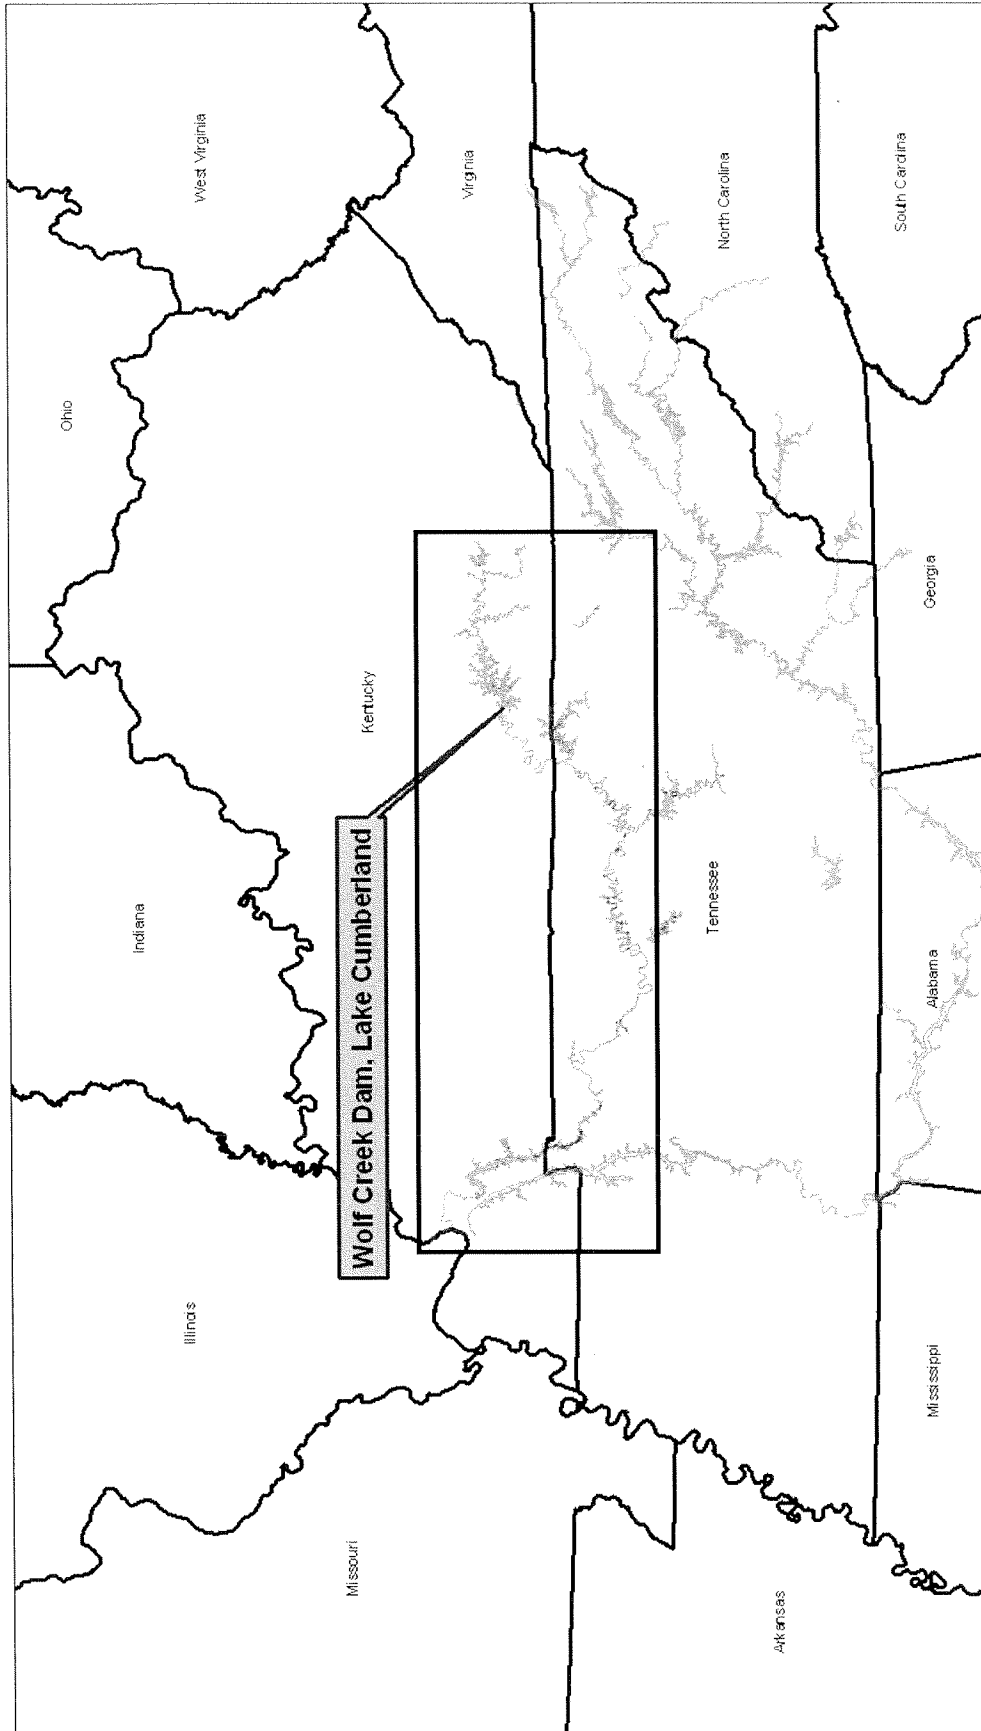 Ohio
West Virginia
Indiana
Illinois
Virginia
Kentucky
Wolf Creek Dam, Lake Cumberland
Missouri
North Carolina
Tennessee
South Carolina
Georgia
Alabama
Mississippi
Arkansas